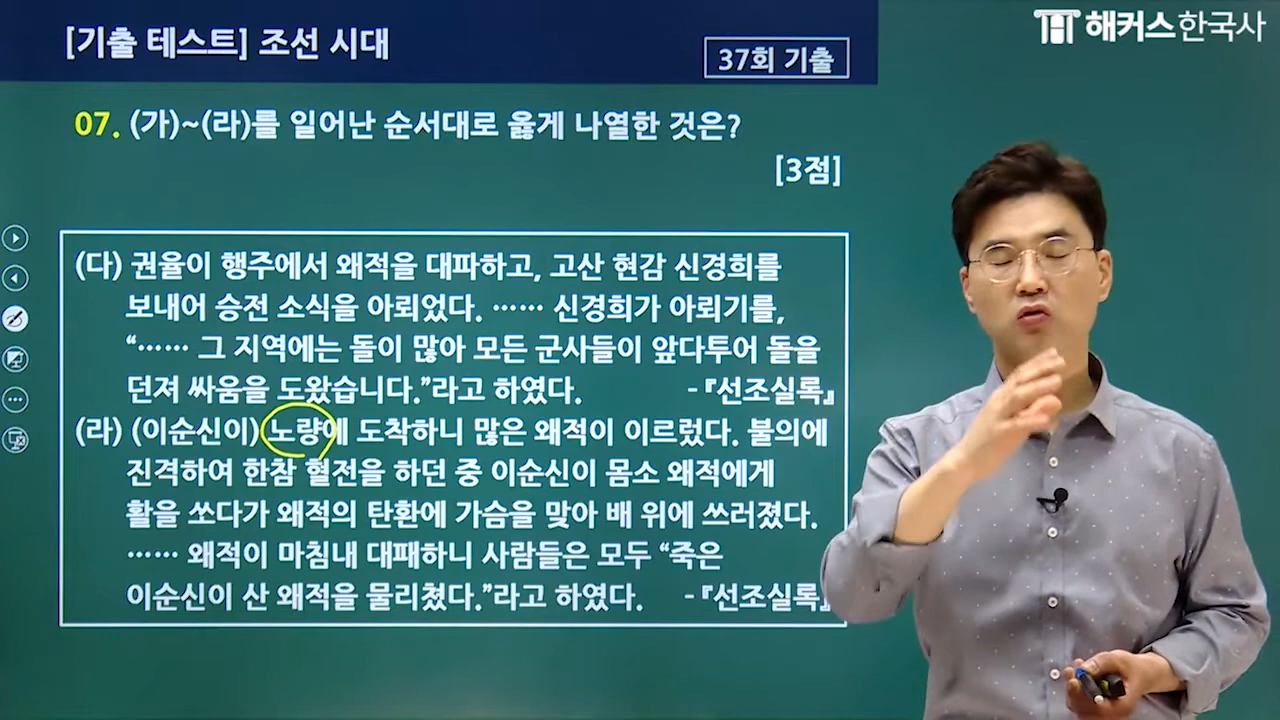 [기출 테스트] 조선 시대
37회 기출
해커스한국사
07. (가)~(라)를 일어난 순서대로 옳게 나열한 것은?
[3점]
(다) 권율이 행주에서 왜적을 대파하고, 고산 현감 신경희를
보내어 승전 소식을 아뢰었다. …… 신경희가 아뢰기를,
“…… 그 지역에는 돌이 많아 모든 군사들이 앞다투어 돌을
던져 싸움을 도왔습니다.”라고 하였다. -『선조실록』
(라) (이순신이) 노량에 도착하니 많은 왜적이 이르렀다. 불의에
진격하여 한참 혈전을 하던 중 이순신이 몸소 왜적에게
활을 쏘다가 왜적의 탄환에 가슴을 맞아 배 위에 쓰러졌다.
…… 왜적이 마침내 대패하니 사람들은 모두 “죽은
이순신이 산 왜적을 물리쳤다.”라고 하였다. -『선조실록』